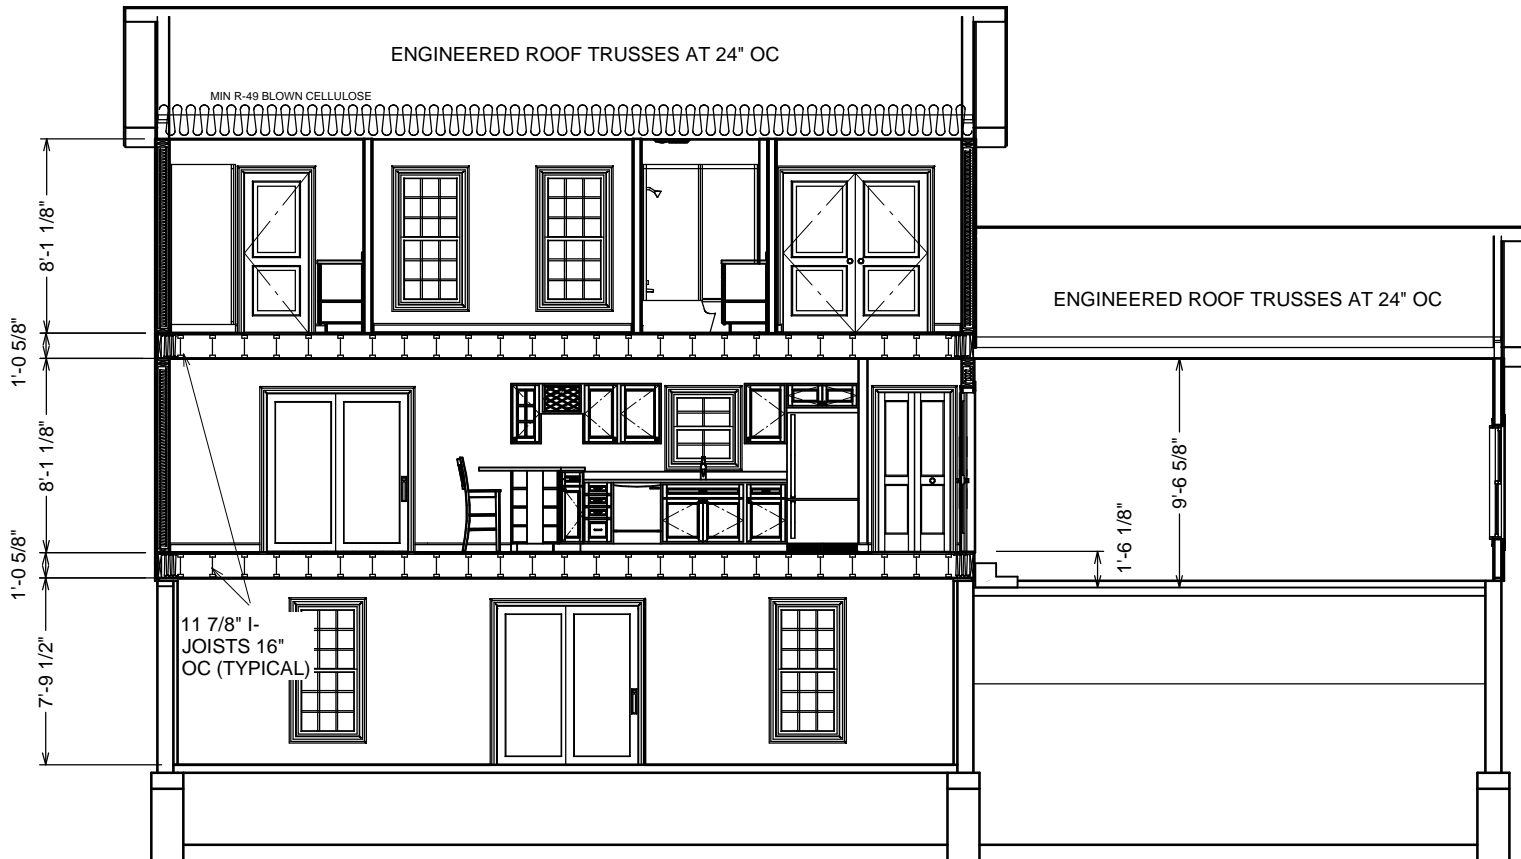 ENGINEERED ROOF TRUSSES AT 24" OC
MIN R-49 BLOWN CELLULOSE
8'-1 1/8"
ENGINEERED ROOF TRUSSES AT 24" OC
1'-0 5/8"
8'-1 1/8"
9'-6 5/8"
1'-6 1/8"
1'-0 5/8"
11 7/8" I-
JOISTS 16"
OC (TYPICAL)
7'-9 1/2"